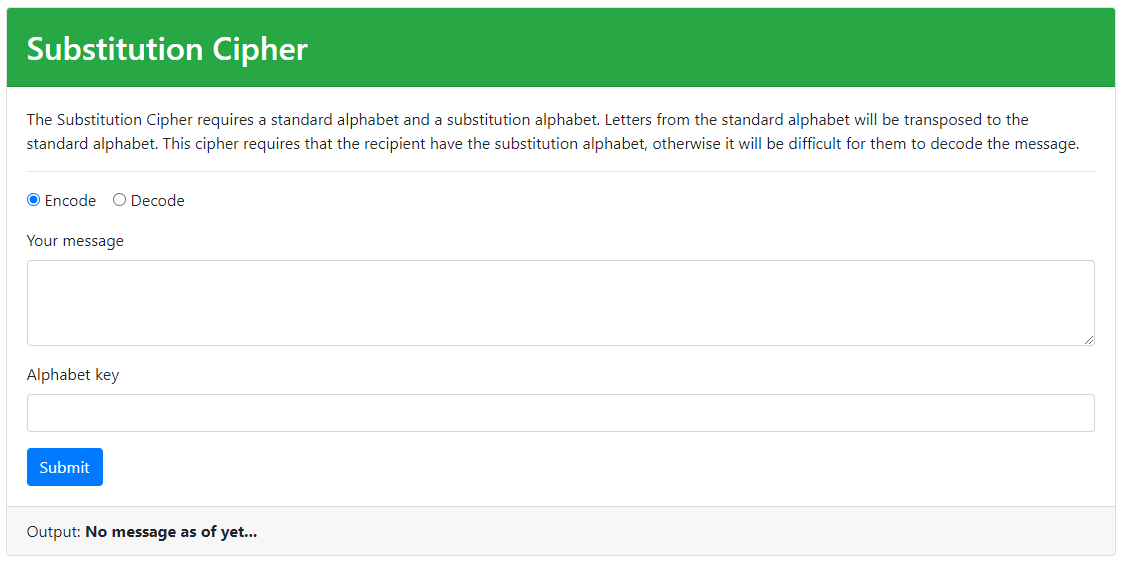 Substitution Cipher
The Substitution Cipher requires a standard alphabet and a substitution alphabet. Letters from the standard alphabet will be transposed to the
standard alphabet. This cipher requires that the recipient have the substitution alphabet, otherwise it will be difficult for them to decode the message.
Encode Decode
Your message
Alphabet key
Submit
Output: No message as of yet...